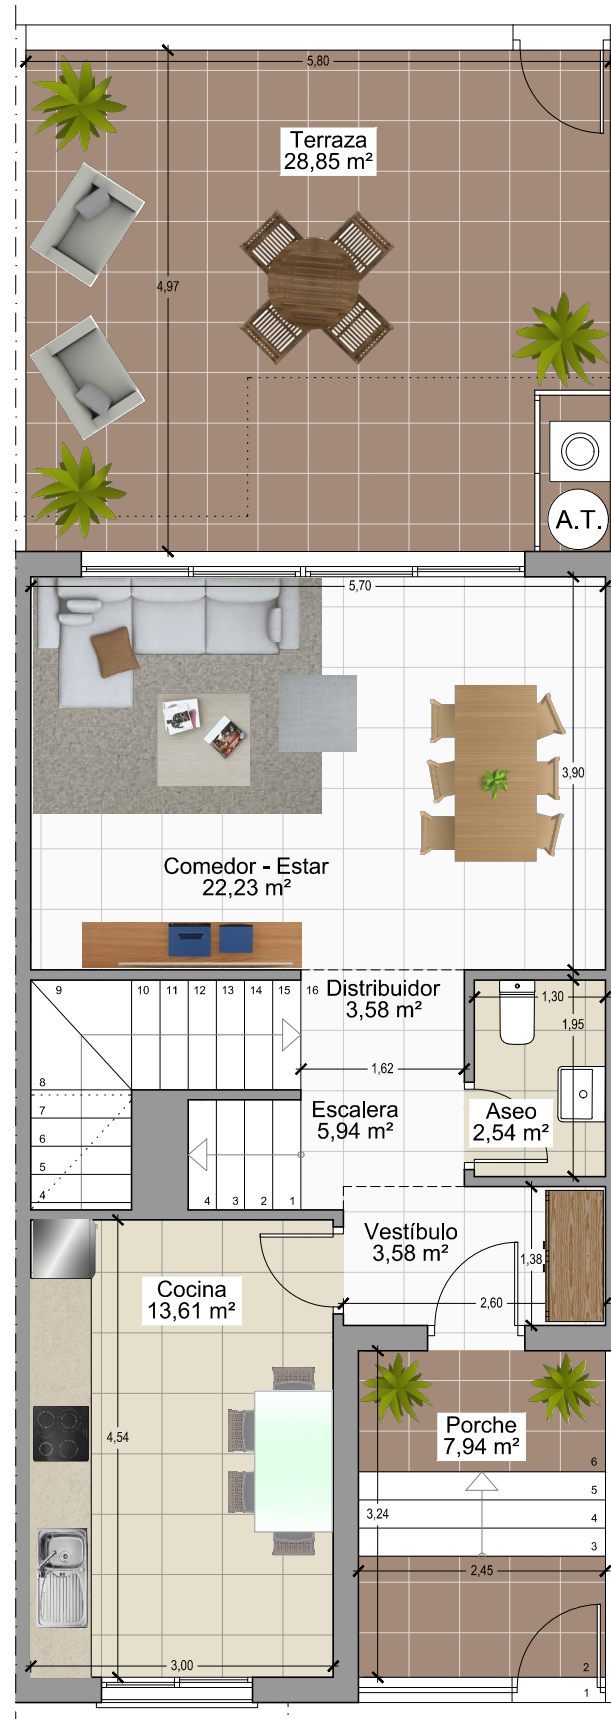 5,80
Terraza
28,85 m²
4,97
A.T.
5,70
3,90
Comedor - Estar
22,23 m²
9
10 11 12 13 14 15 16
Distribuidor
3,58 m²
1,30
1,95
8
7
6
5
4
1,62
Escalera
5,94 m²
Aseo
2,54 m²
4 3 2 1
Vestíbulo
3,58 m²
1,38
2,60
Cocina
13,61 m²
4,54
3,00
Porche
7,94 m²
6
5
4
3
3,24
2,45
2
1